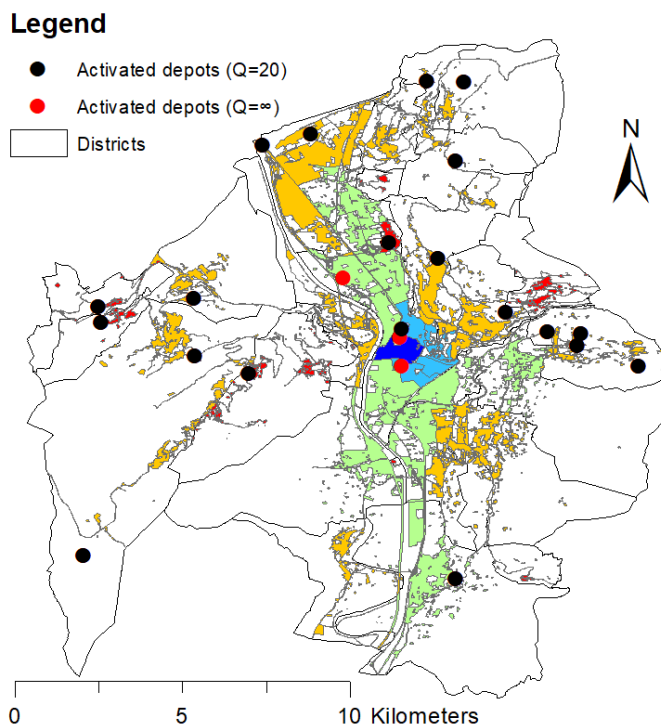 Legend
Activated depots (Q=20)
Activated depots (Q=∞)
Districts
N
0 5 10 Kilometers